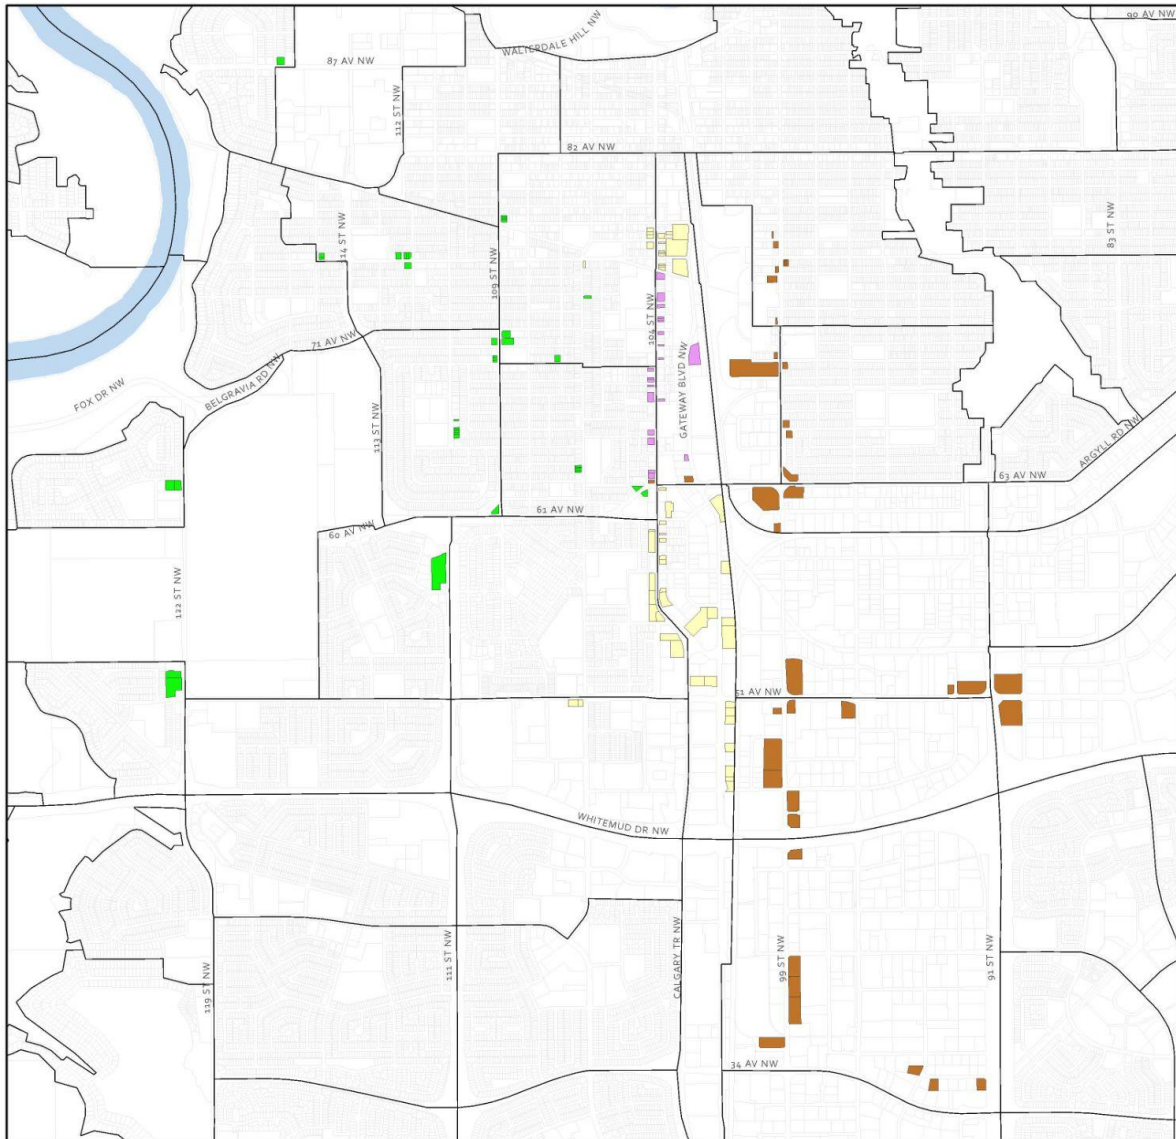 90 AV NW
WALTERDALE HILL NW
87 AV NW
112 ST NW
82 AV NW
83 ST NW
14 ST NW
109 ST NW
104 ST NW
71 AV NW
GATEWAY BLVD NW
BELGRAVIA RD NW
FOX DR NW
113 ST NW
ARGYLL RD NW
63 AV NW
61 AV NW
60 AV NW
122 ST NW
51 AV NW
WHITEMUD DR NW
111 ST NW
CALGARY TR NW
99 ST NW
91 ST NW
119 ST NW
34 AV NW